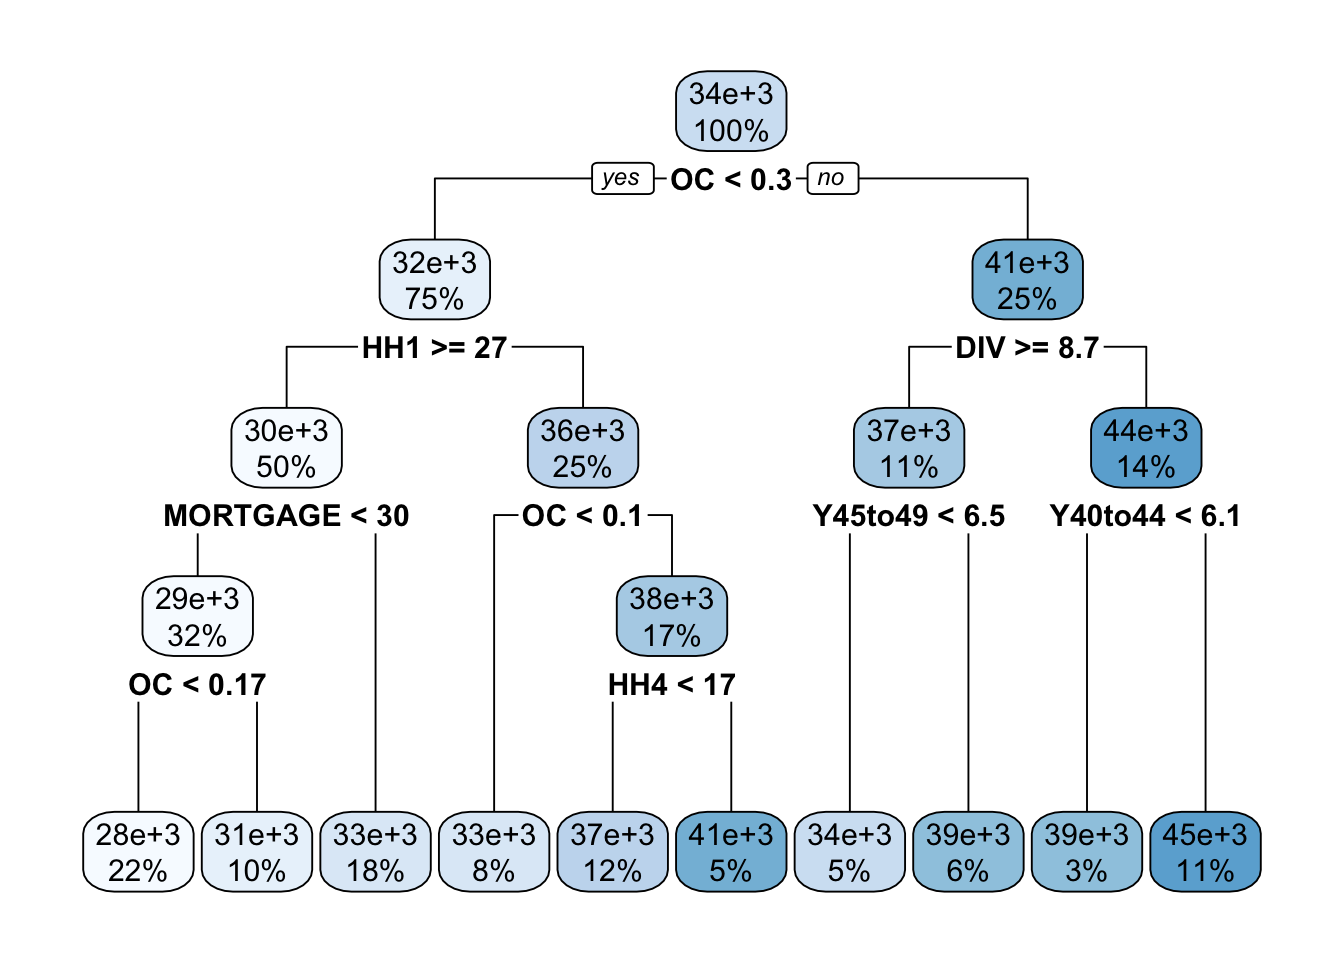 34e+3
100%
yes OC < 0.3 no
32e+3
75%
41e+3
25%
HH1 >= 27
DIV >= 8.7
30e+3
50%
36e+3
25%
37e+3
11%
44e+3
14%
MORTGAGE < 30
OC < 0.1
Y45to49 < 6.5
Y40to44 < 6.1
29e+3
32%
38e+3
17%
OC < 0.17
HH4 < 17
28e+3
22%
31e+3
10%
33e+3
18%
33e+3
8%
37e+3
12%
41e+3
5%
34e+3
5%
39e+3
6%
39e+3
3%
45e+3
11%